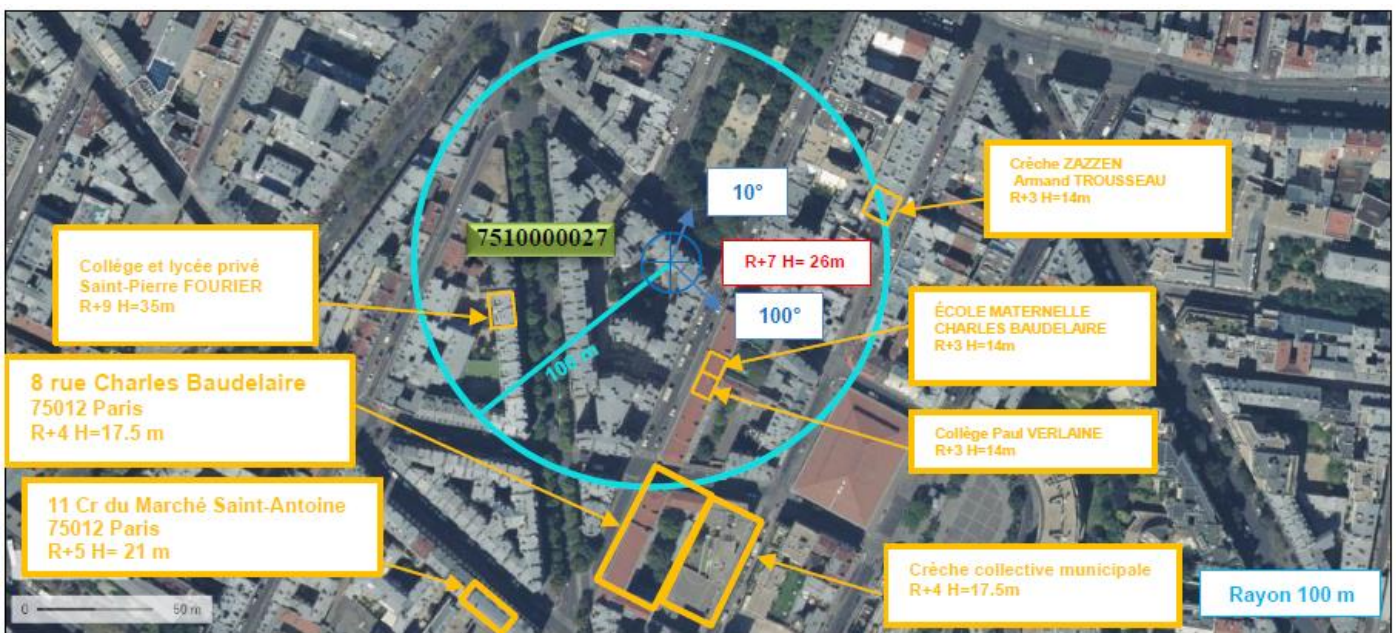 Crèche ZAZZEN
Armand TROUSSEAU
R+3 H=14m
10°
7510000027
R+7 H= 26m
Collége et lycée privé
Saint-Pierre FOURIER
R+9 H=35m
100°
ÉCOLE MATERNELLE
CHARLES BAUDELAIRE
R+3 H=14m
100 m
8 rue Charles Baudelaire
75012 Paris
R+4 H=17.5 m
Collège Paul VERLAINE
R+3 H=14m
11 Cr du Marché Saint-Antoine
75012 Paris
R+5 H= 21 m
Crèche collective municipale
R+4 H=17.5m
Rayon 100 m
0 50 m